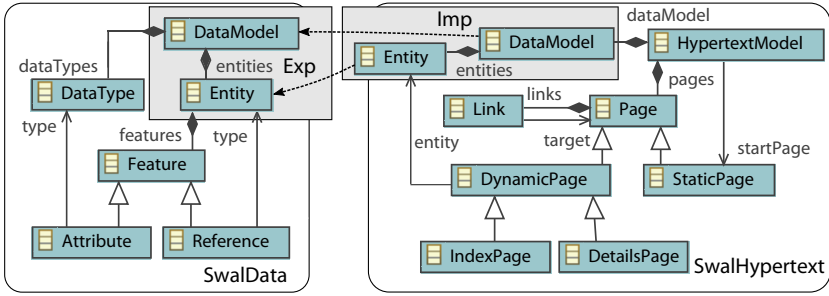 Imp
dataModel
DataModel
DataModel
HypertextModel
Entity
dataTypes
entities
Exp
entities
pages
DataType
Entity
Link
links
Page
type
features
type
entity
target
startPage
Feature
DynamicPage
StaticPage
Attribute
Reference
IndexPage
DetailsPage
SwalData
SwalHypertext